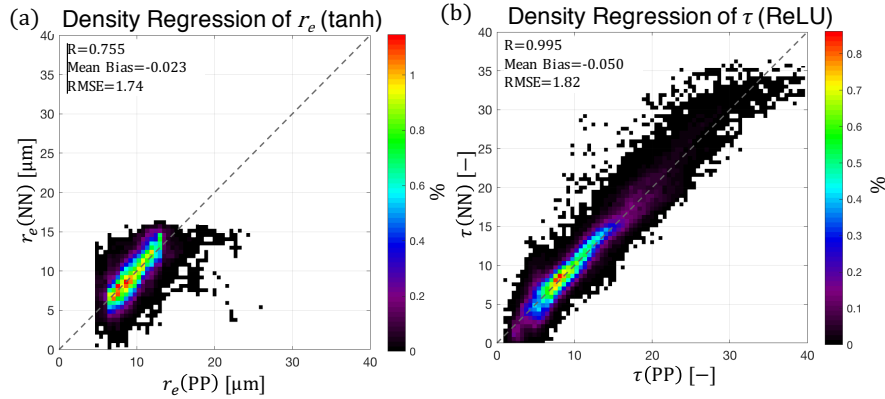 (a)
Density Regression of r_e (tanh)
R=0.755
Mean Bias=-0.023
RMSE=1.74
40
35
30
25
20
15
10
5
0
0 10 20 30 40
r_e(NN) [μm]
r_e(PP) [μm]
1
0.8
0.6
0.4
0.2
0
%
(b)
Density Regression of τ (ReLU)
R=0.995
Mean Bias=-0.050
RMSE=1.82
40
35
30
25
20
15
10
5
0
0 10 20 30 40
τ(NN) [−]
τ(PP) [−]
0.8
0.7
0.6
0.5
0.4
0.3
0.2
0.1
0
%